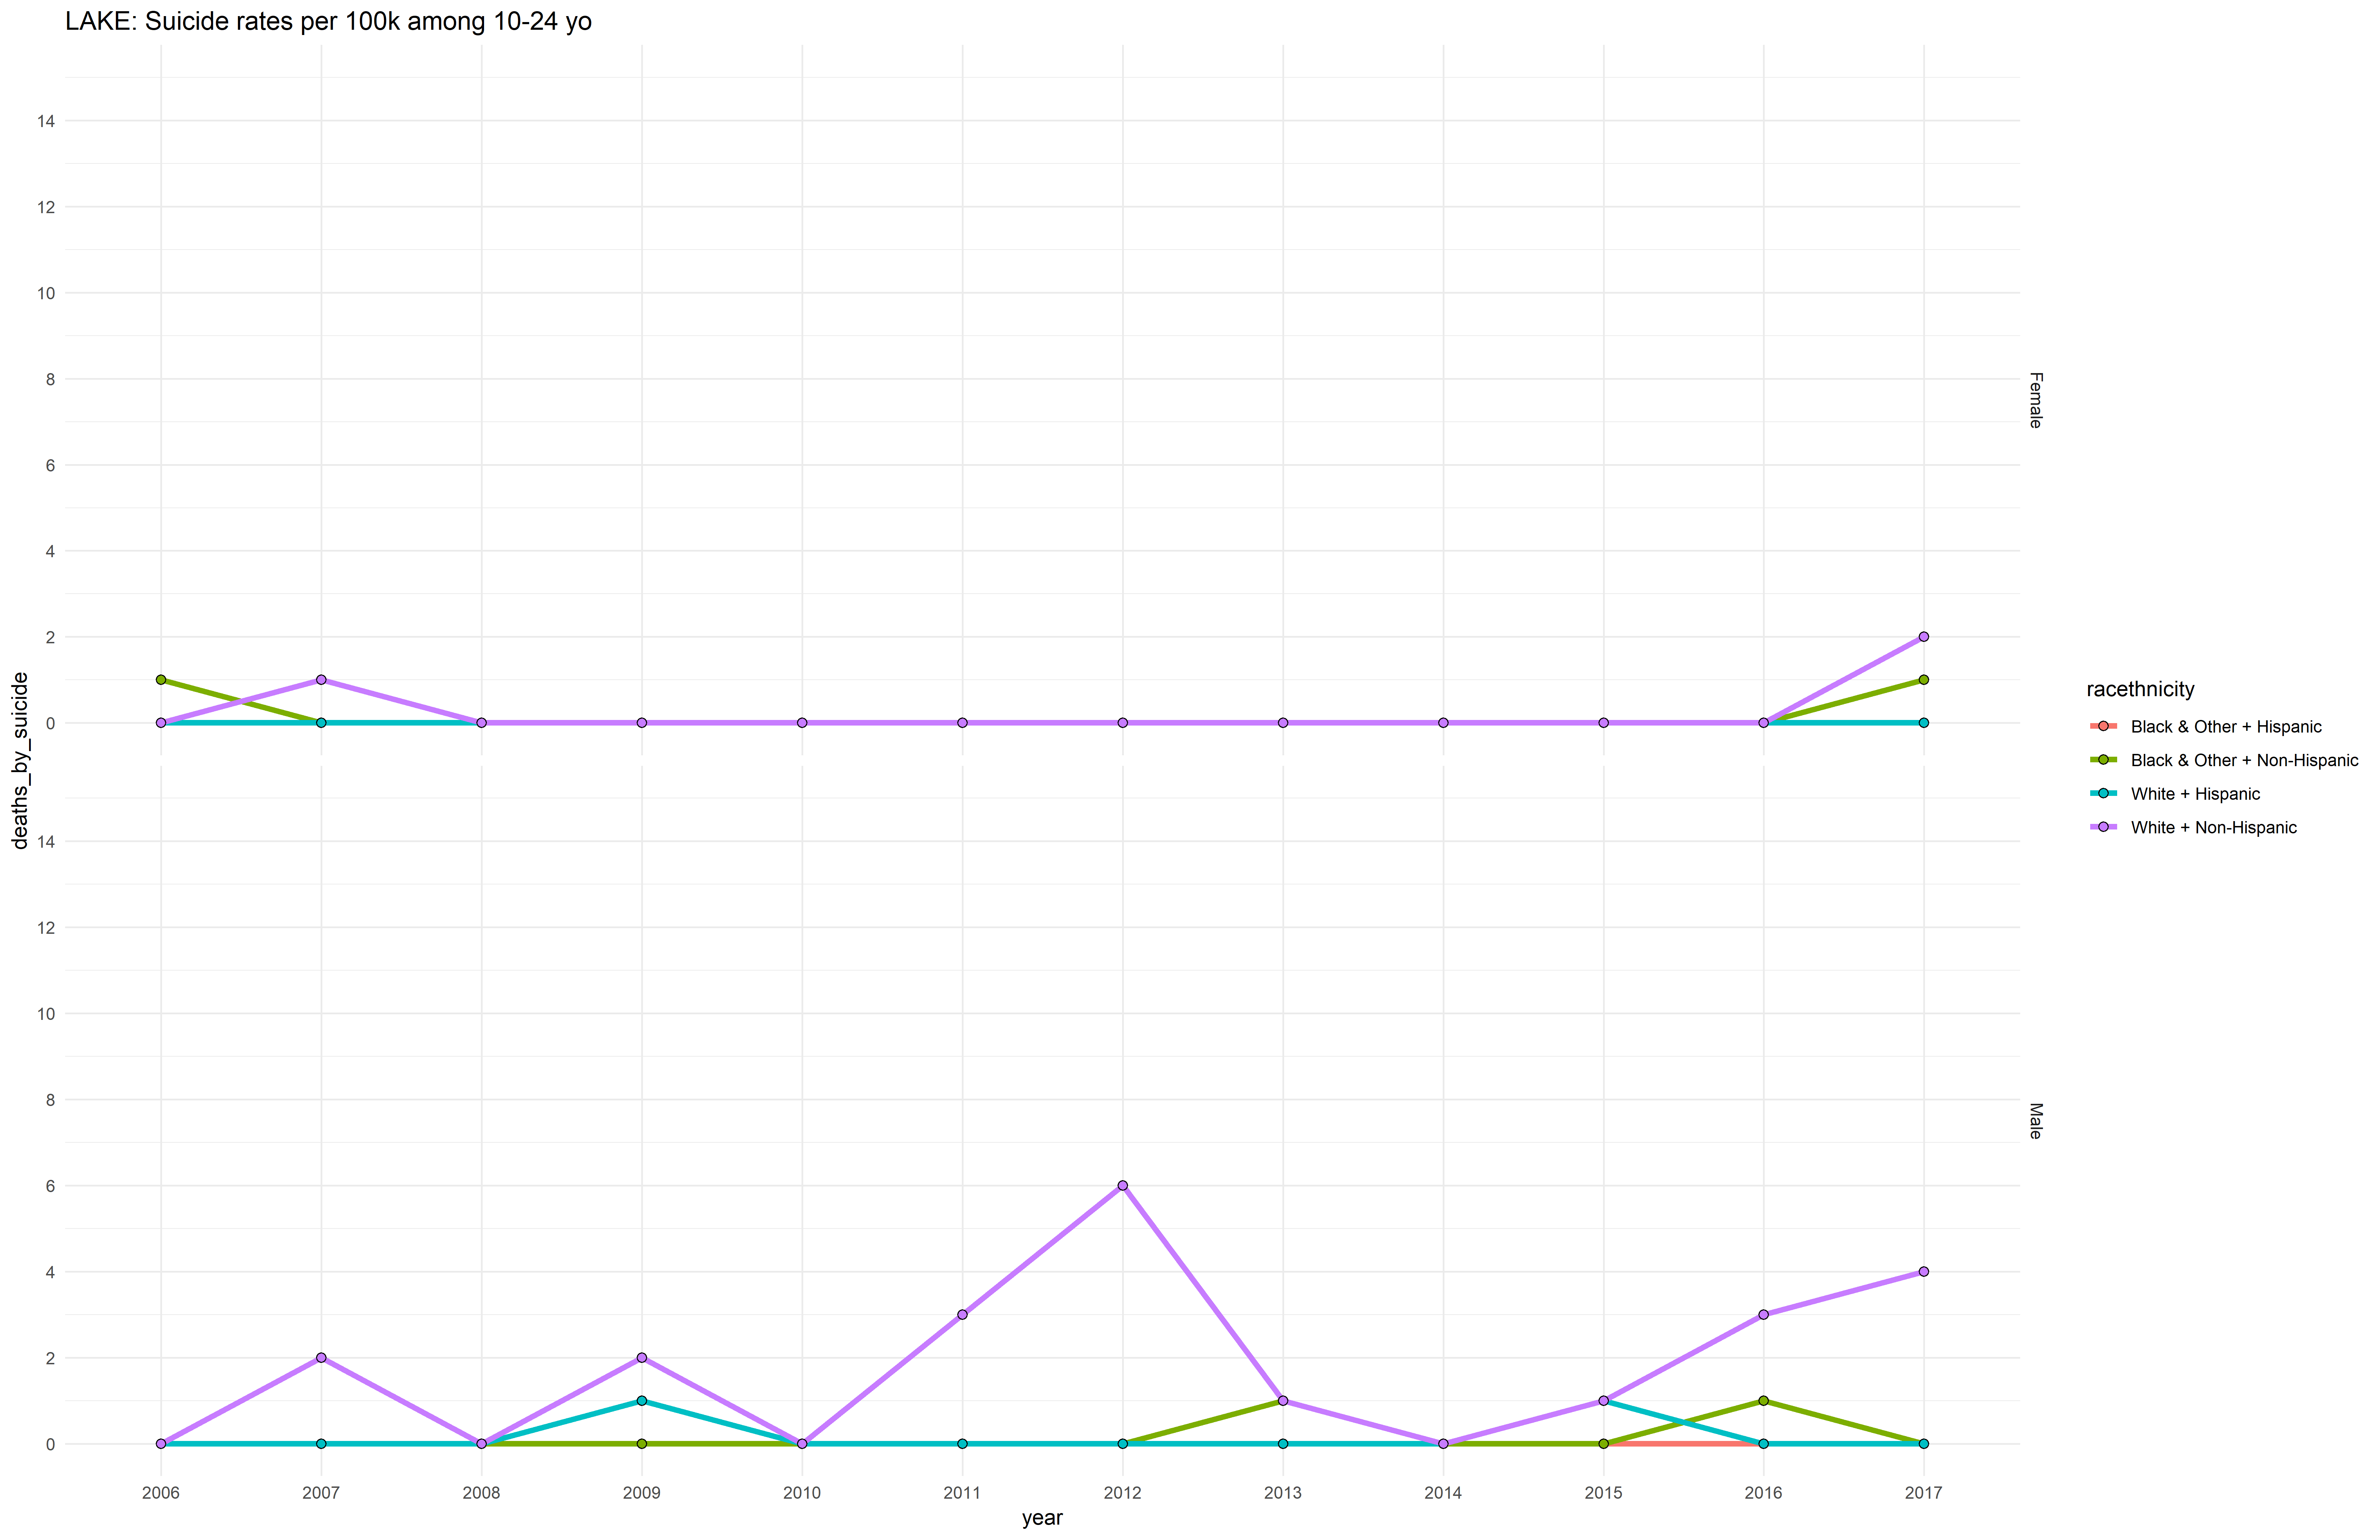 LAKE: Suicide rates per 100k among 10-24 yo
deaths_by_suicide
14
12
10
8
6
4
2
0
Female
14
12
10
8
6
4
2
0
Male
2006 2007 2008 2009 2010 2011 2012 2013 2014 2015 2016 2017
year
racethnicity
Black & Other + Hispanic
Black & Other + Non-Hispanic
White + Hispanic
White + Non-Hispanic